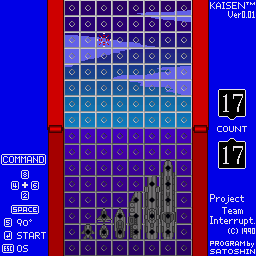 KAISEN™
Ver0.01
17
COUNT
17
COMMAND
8
4 + 6
2
SPACE
5 90°
↵ START
ESC OS
Project
Team
Interrupt.
(C) 1990
PROGRAM by
SATOSHIN